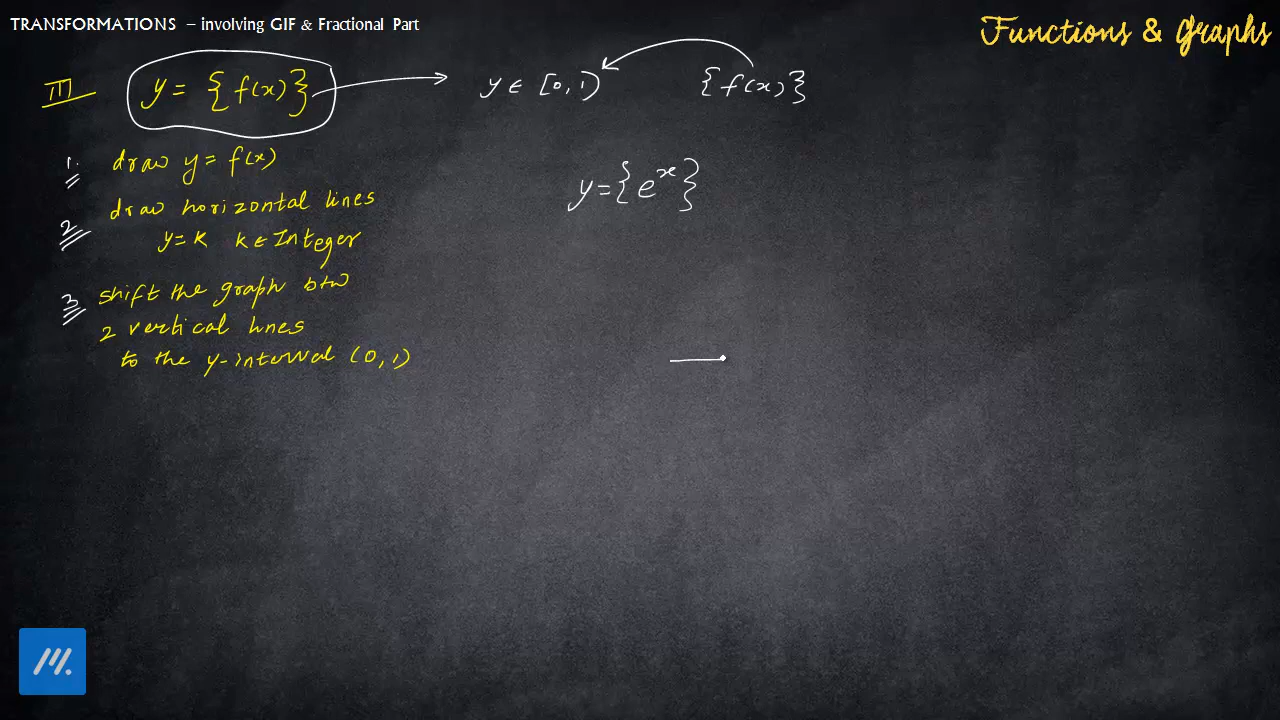 TRANSFORMATIONS – involving GIF & Fractional Part
Functions & Graphs
III y = {f(x)} y ∈ [0,1) {f(x)}
1. draw y = f(x)
y = {e^x}
2 draw horizontal lines
y = k k ∈ Integer
3 shift the graph btw
2 vertical lines
to the y-interval (0,1)